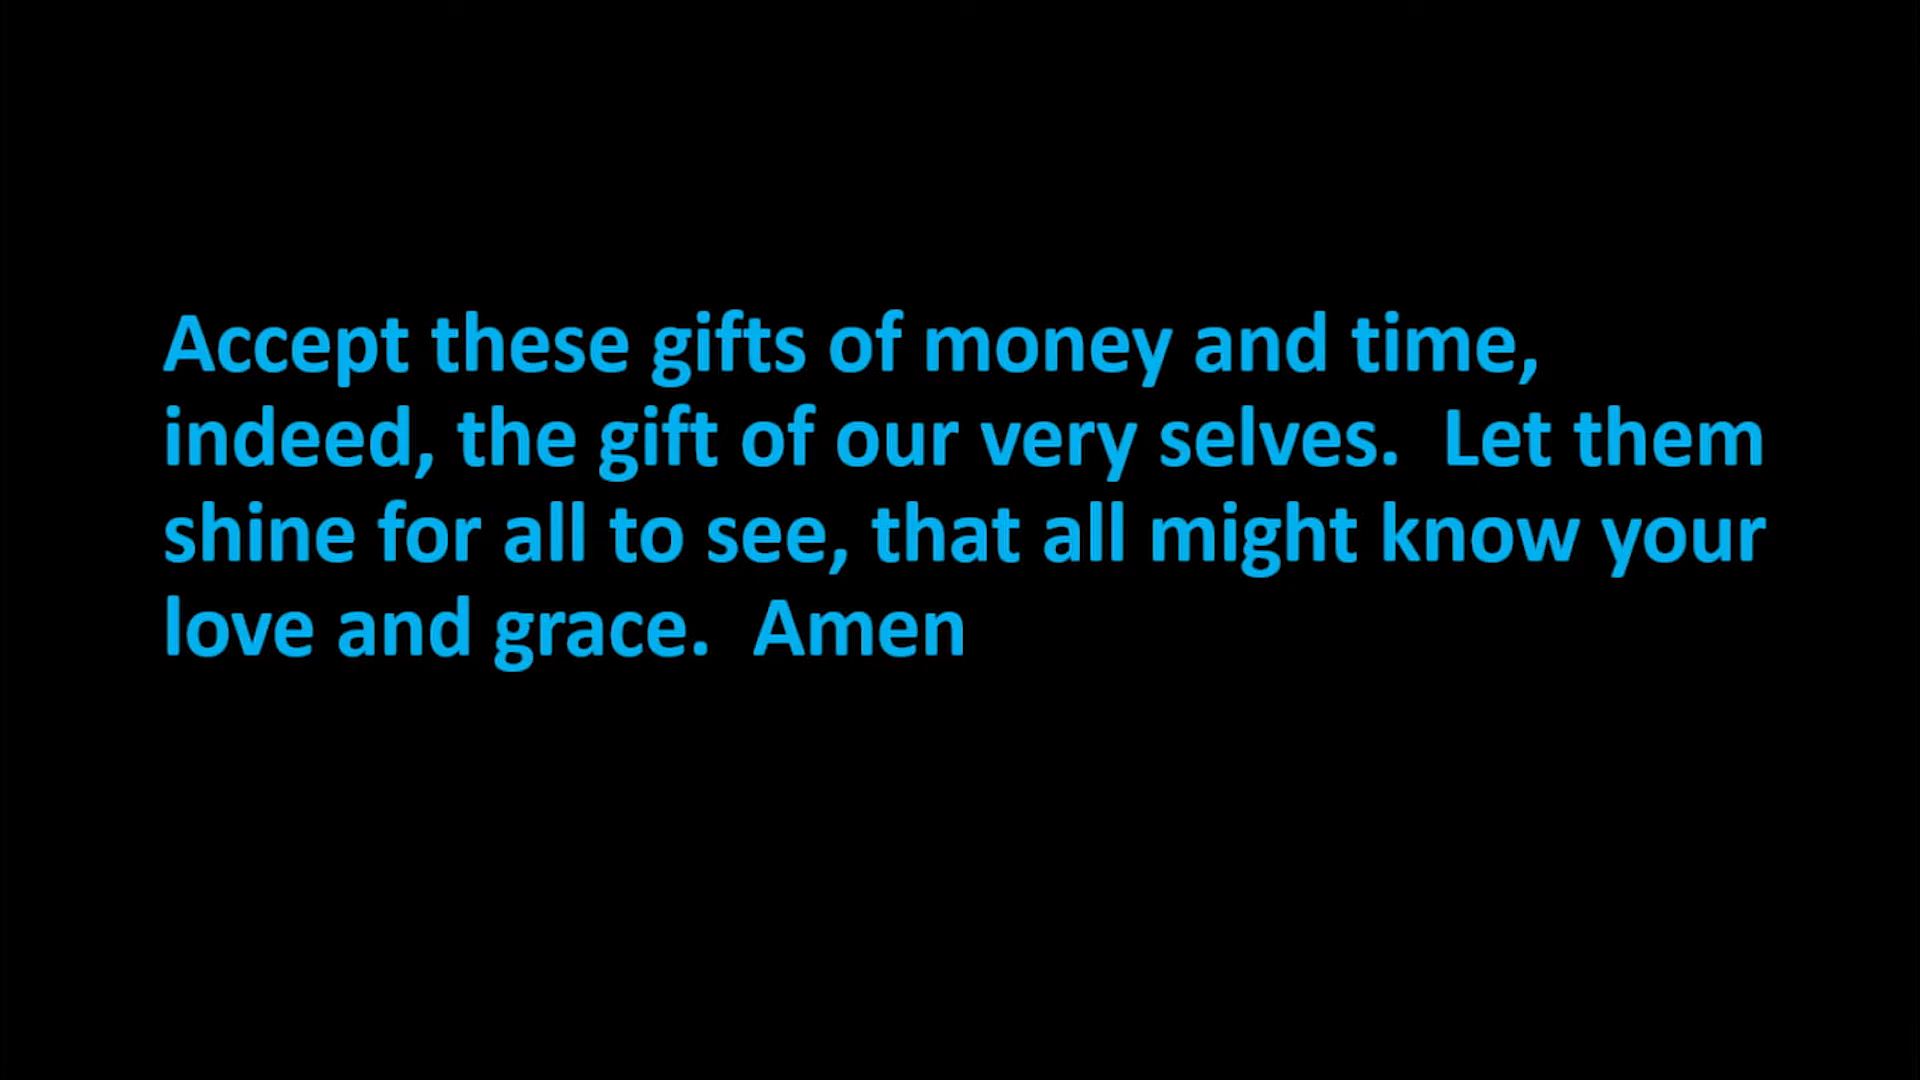 Accept these gifts of money and time,
indeed, the gift of our very selves.  Let them
shine for all to see, that all might know your
love and grace.  Amen